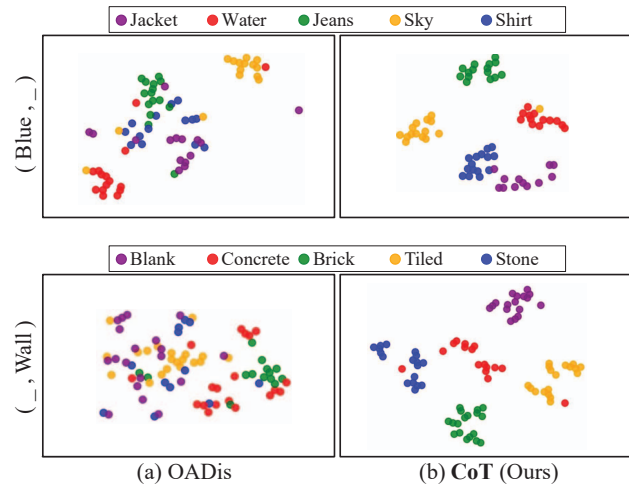 Jacket Water Jeans Sky Shirt
( Blue , _ )
Blank Concrete Brick Tiled Stone
( _ , Wall )
(a) OADis
(b) CoT (Ours)